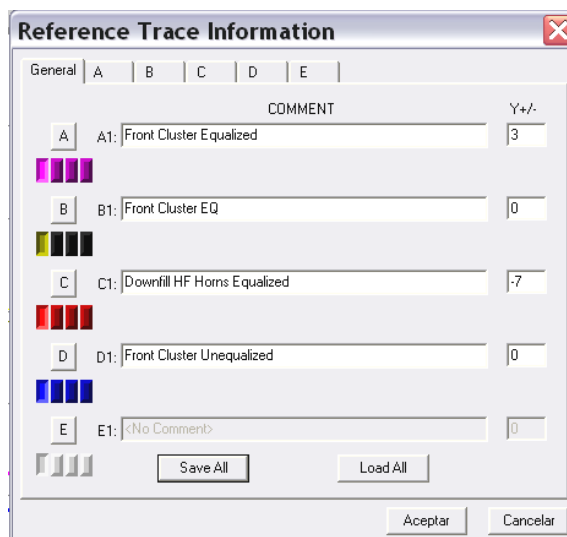 Reference Trace Information
General A B C D E
COMMENT Y+/-
A A1: Front Cluster Equalized 3
B B1: Front Cluster EQ 0
C C1: Downfill HF Horns Equalized -7
D D1: Front Cluster Unequalized 0
E E1: <No Comment> 0
Save All Load All
Aceptar Cancelar